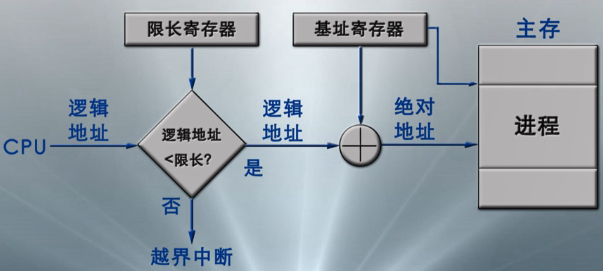 限长寄存器
基址寄存器
主存
逻辑
地址
逻辑
地址
绝对
地址
CPU
逻辑地址
<限长?
进程
是
否
越界中断